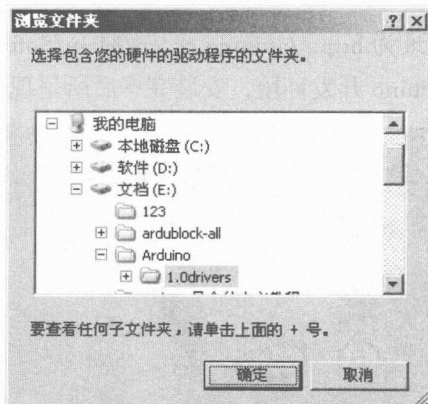 浏览文件夹
选择包含您的硬件的驱动程序的文件夹。
我的电脑
本地磁盘 (C:)
软件 (D:)
文档 (E:)
123
ardublock-all
Arduino
1.0drivers
要查看任何子文件夹，请单击上面的 + 号。
确定
取消